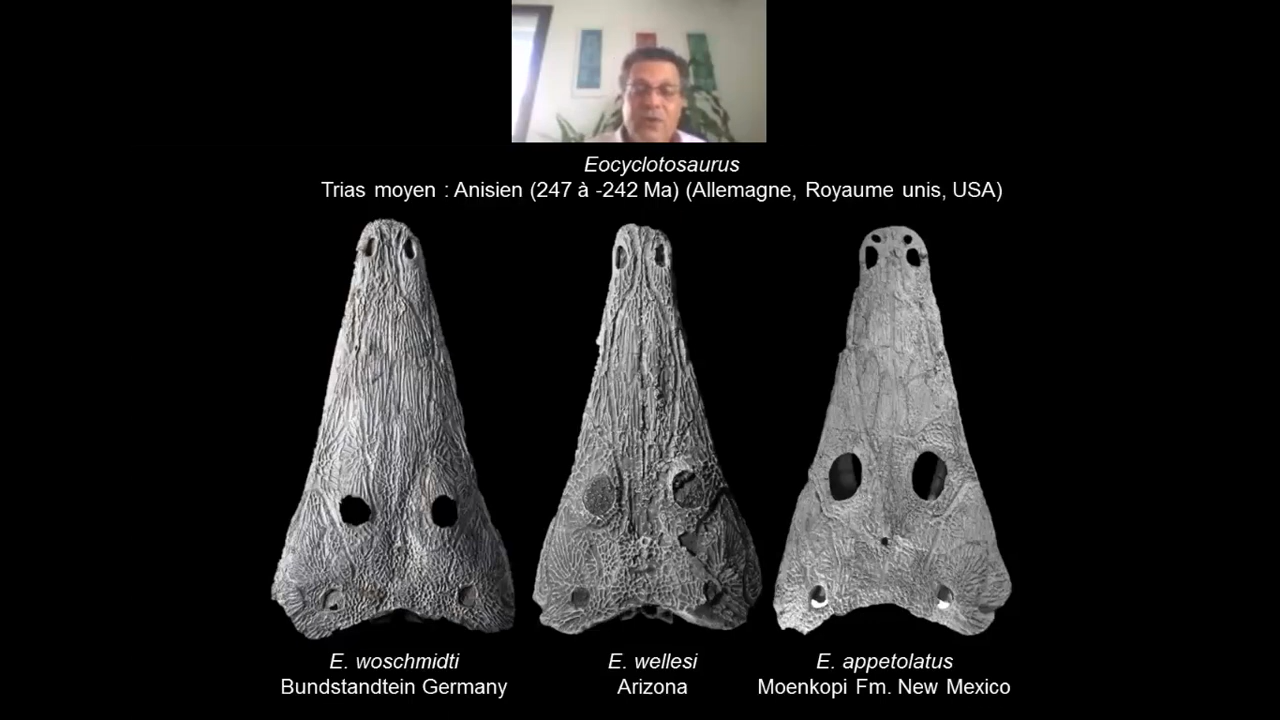 Eocyclotosaurus
Trias moyen : Anisien (247 à -242 Ma) (Allemagne, Royaume unis, USA)
E. woschmidti
Bundstandtein Germany
E. wellesi
Arizona
E. appetolatus
Moenkopi Fm. New Mexico